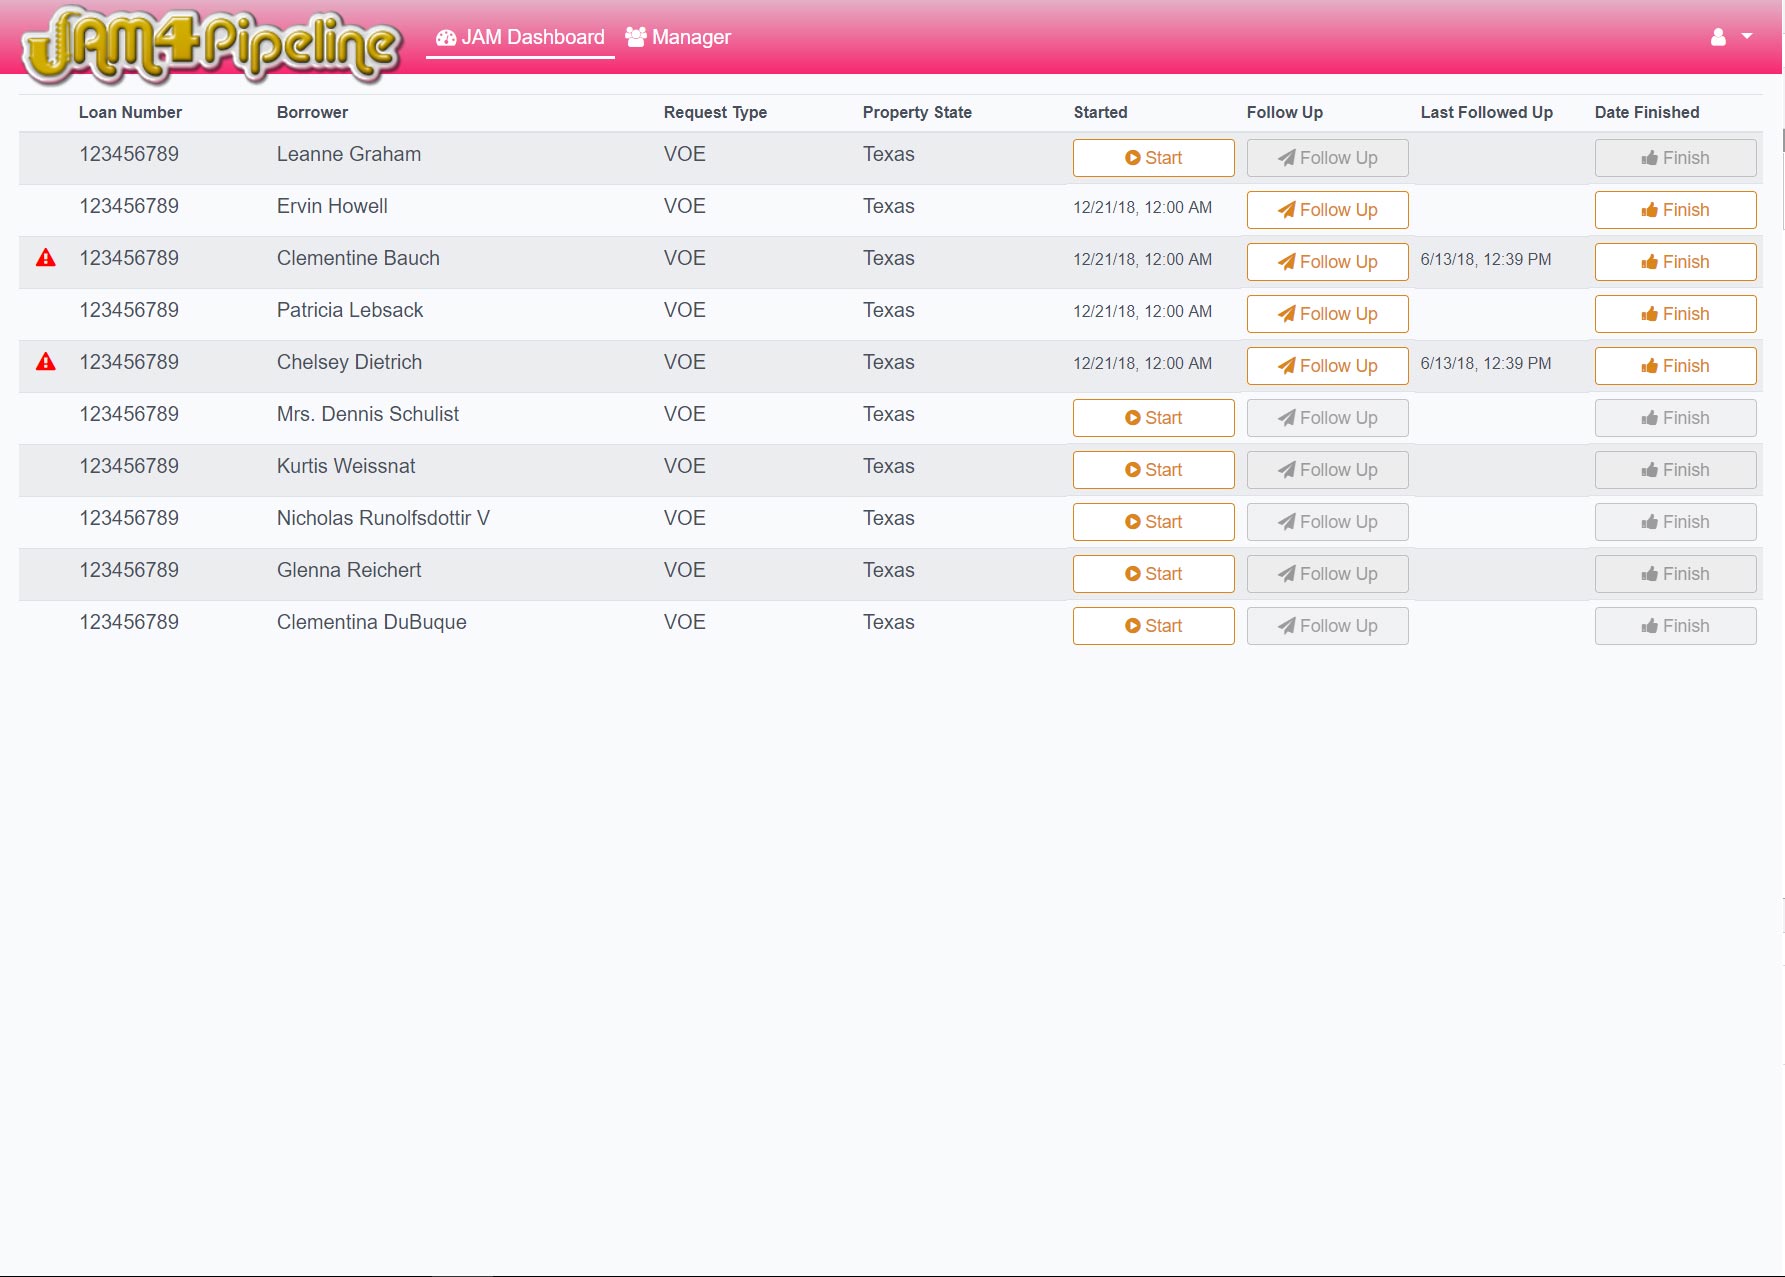 JAM4Pipeline JAM Dashboard Manager
Loan Number Borrower Request Type Property State Started Follow Up Last Followed Up Date Finished
123456789 Leanne Graham VOE Texas Start Follow Up Finish
123456789 Ervin Howell VOE Texas 12/21/18, 12:00 AM Follow Up Finish
123456789 Clementine Bauch VOE Texas 12/21/18, 12:00 AM Follow Up 6/13/18, 12:39 PM Finish
123456789 Patricia Lebsack VOE Texas 12/21/18, 12:00 AM Follow Up Finish
123456789 Chelsey Dietrich VOE Texas 12/21/18, 12:00 AM Follow Up 6/13/18, 12:39 PM Finish
123456789 Mrs. Dennis Schulist VOE Texas Start Follow Up Finish
123456789 Kurtis Weissnat VOE Texas Start Follow Up Finish
123456789 Nicholas Runolfsdottir V VOE Texas Start Follow Up Finish
123456789 Glenna Reichert VOE Texas Start Follow Up Finish
123456789 Clementina DuBuque VOE Texas Start Follow Up Finish